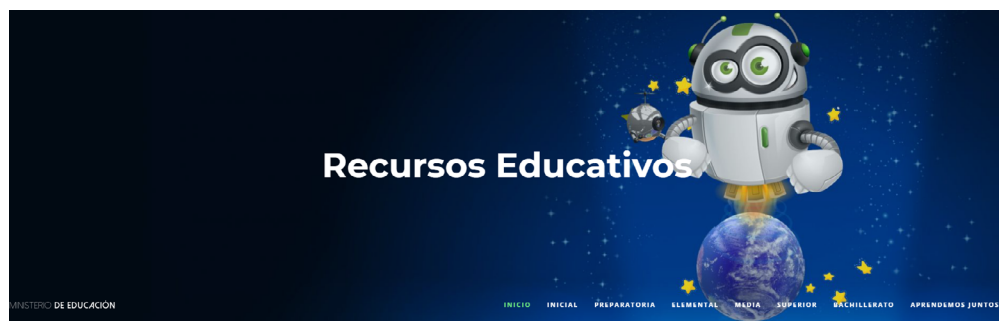 Recursos Educativos
MINISTERIO DE EDUCACIÓN
INICIO INICIAL PREPARATORIA ELEMENTAL MEDIA SUPERIOR BACHILLERATO APRENDEMOS JUNTOS